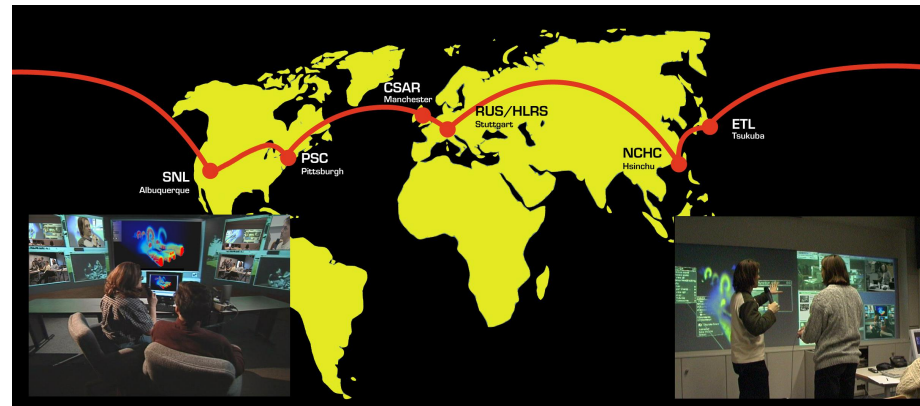 CSAR
Manchester
RUS/HLRS
Stuttgart
ETL
Tsukuba
PSC
Pittsburgh
NCHC
Hsinchu
SNL
Albuquerque